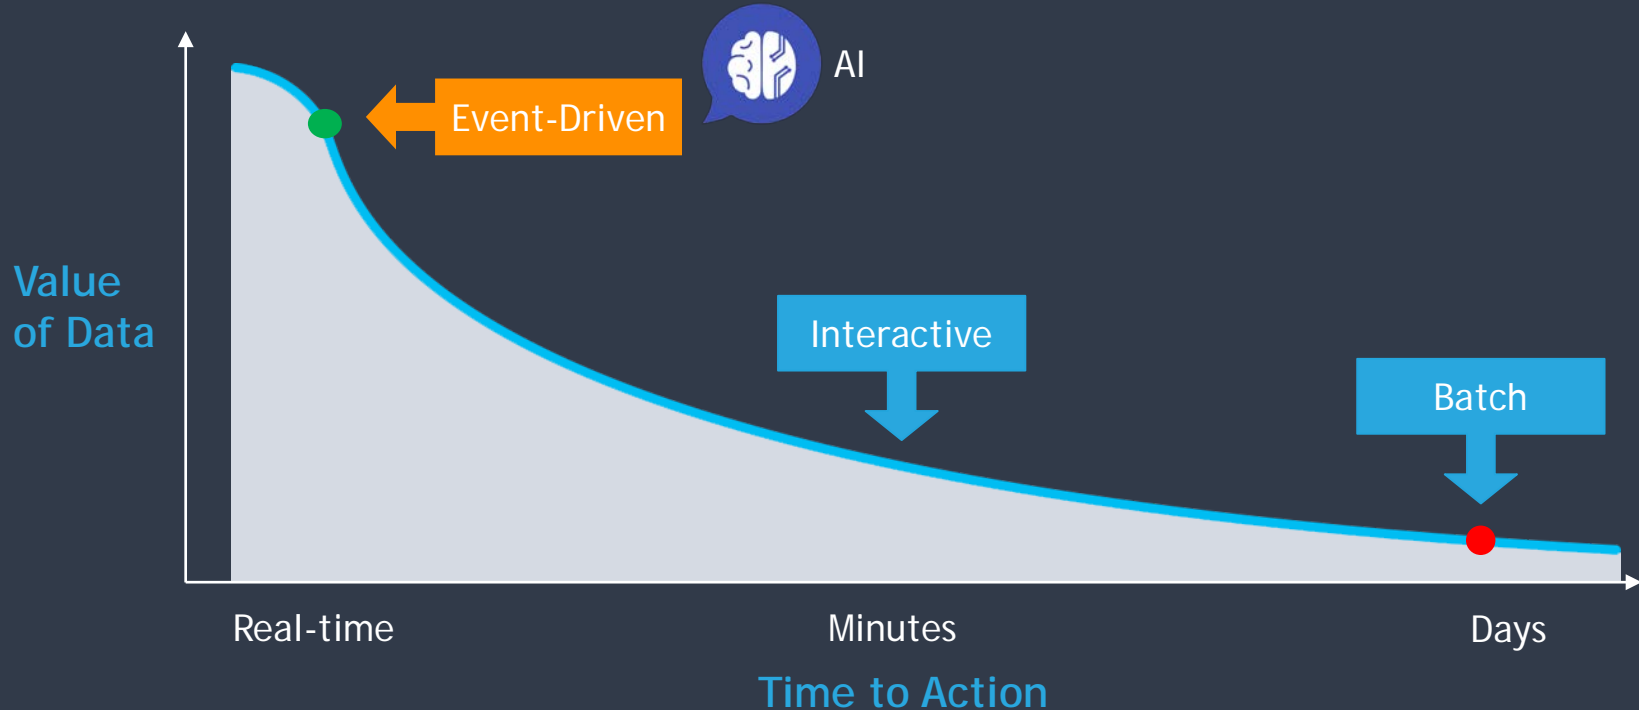 AI
Event-Driven
Value
of Data
Interactive
Batch
Real-time
Minutes
Days
Time to Action